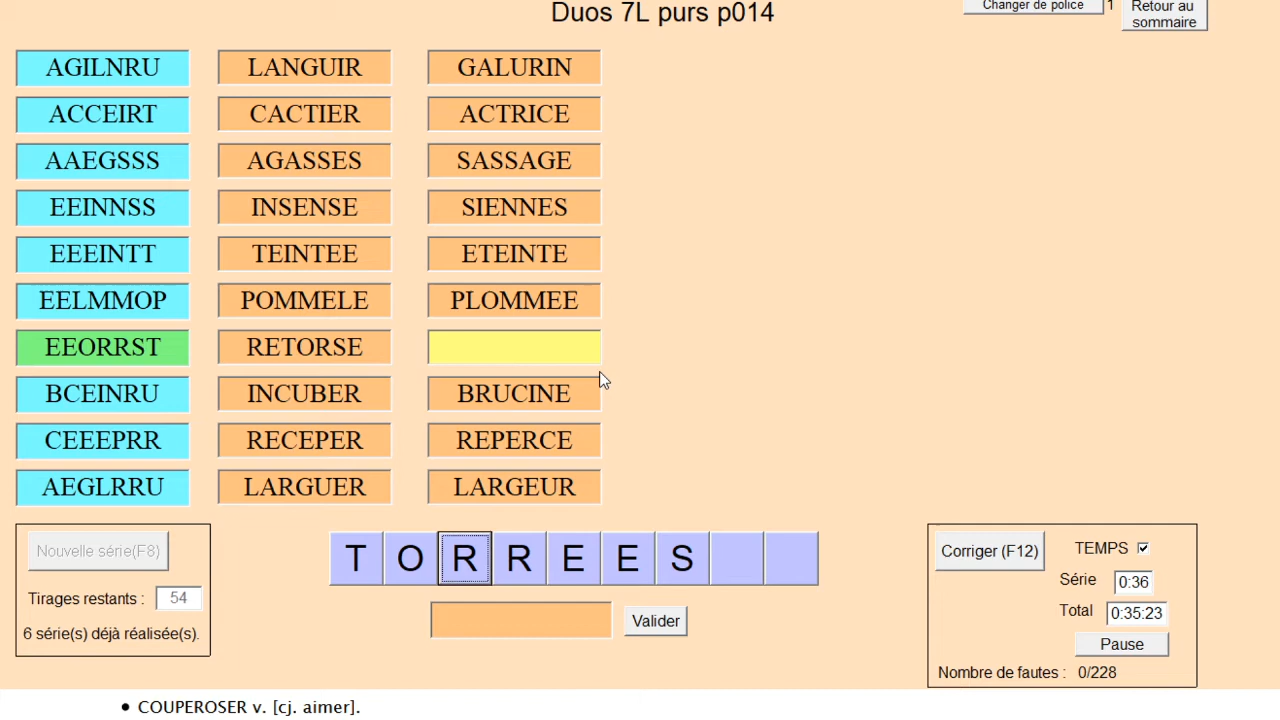 Duos 7L purs p014
Changer de police 1
Retour au
sommaire
AGILNRU LANGUIR GALURIN
ACCEIRT CACTIER ACTRICE
AAEGSSS AGASSES SASSAGE
EEINNSS INSENSE SIENNES
EEEINTT TEINTEE ETEINTE
EELMMOP POMMELE PLOMMEE
EEORRST RETORSE
BCEINRU INCUBER BRUCINE
CEEEPRR RECEPER REPERCE
AEGLRRU LARGUER LARGEUR
Nouvelle série(F8)
Tirages restants : 54
6 série(s) déjà réalisée(s).
T O R R E E S
Valider
Corriger (F12)
TEMPS
Série 0:36
Total 0:35:23
Pause
Nombre de fautes : 0/228
• COUPEROSER v. [cj. aimer].